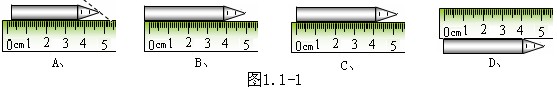 0cm 1 2 3 4 5 0cm 1 2 3 4 5 0cm 1 2 3 4 5 0cm 1 2 3 4 5
A、 B、 C、 D、
图1.1-1